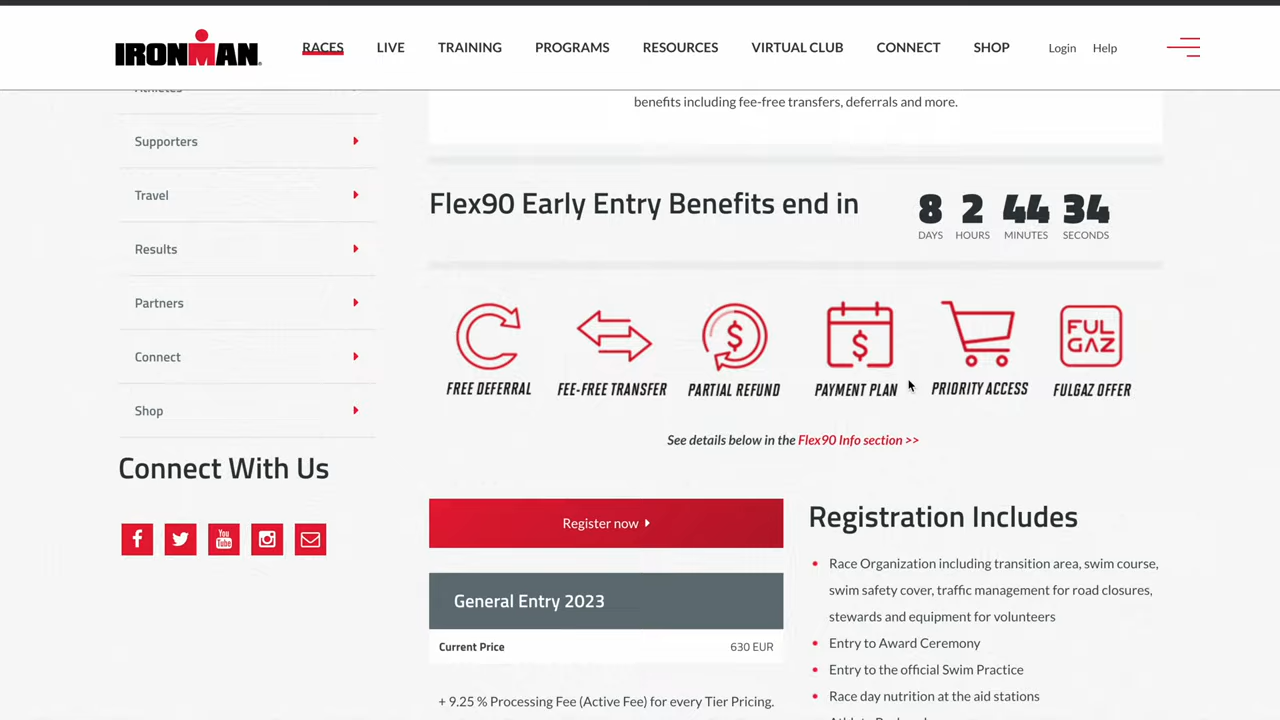 IRONMAN
RACES LIVE TRAINING PROGRAMS RESOURCES VIRTUAL CLUB CONNECT SHOP Login Help
Athletes
Supporters
Travel
Results
Partners
Connect
Shop
Connect With Us
You
Tube
benefits including fee-free transfers, deferrals and more.
Flex90 Early Entry Benefits end in
8 2 44 34
DAYS HOURS MINUTES SECONDS
FUL
GAZ
FREE DEFERRAL FEE-FREE TRANSFER PARTIAL REFUND PAYMENT PLAN PRIORITY ACCESS FULGAZ OFFER
See details below in the Flex90 Info section >>
Register now
General Entry 2023
Current Price 630 EUR
+ 9.25 % Processing Fee (Active Fee) for every Tier Pricing.
Registration Includes
Race Organization including transition area, swim course,
swim safety cover, traffic management for road closures,
stewards and equipment for volunteers
Entry to Award Ceremony
Entry to the official Swim Practice
Race day nutrition at the aid stations